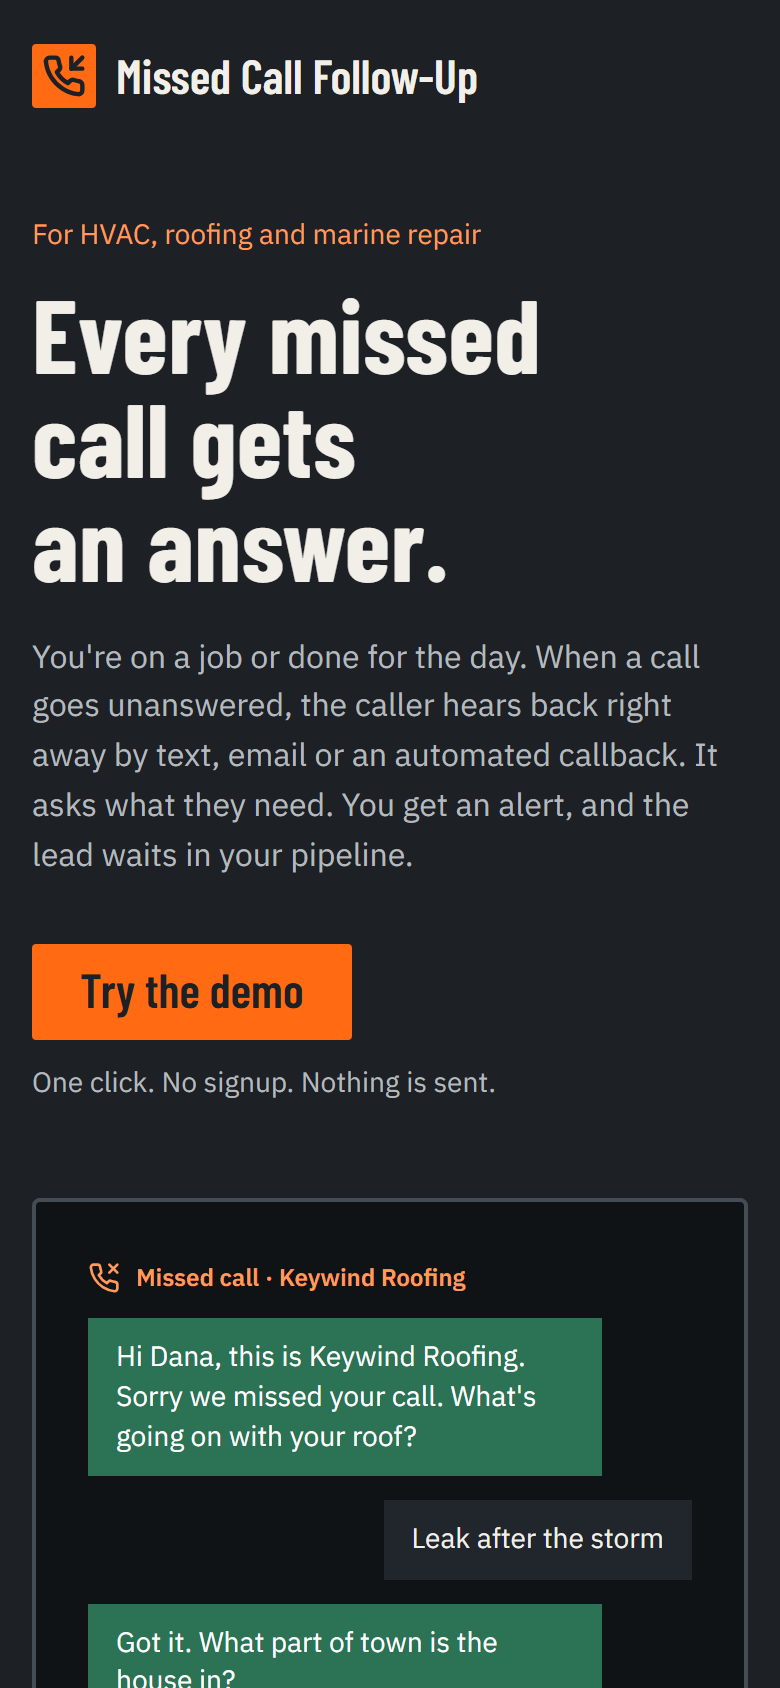 Missed Call Follow-Up
For HVAC, roofing and marine repair
Every missed
call gets
an answer.
You're on a job or done for the day. When a call
goes unanswered, the caller hears back right
away by text, email or an automated callback. It
asks what they need. You get an alert, and the
lead waits in your pipeline.
Try the demo
One click. No signup. Nothing is sent.
Missed call · Keywind Roofing
Hi Dana, this is Keywind Roofing.
Sorry we missed your call. What's
going on with your roof?
Leak after the storm
Got it. What part of town is the
house in?